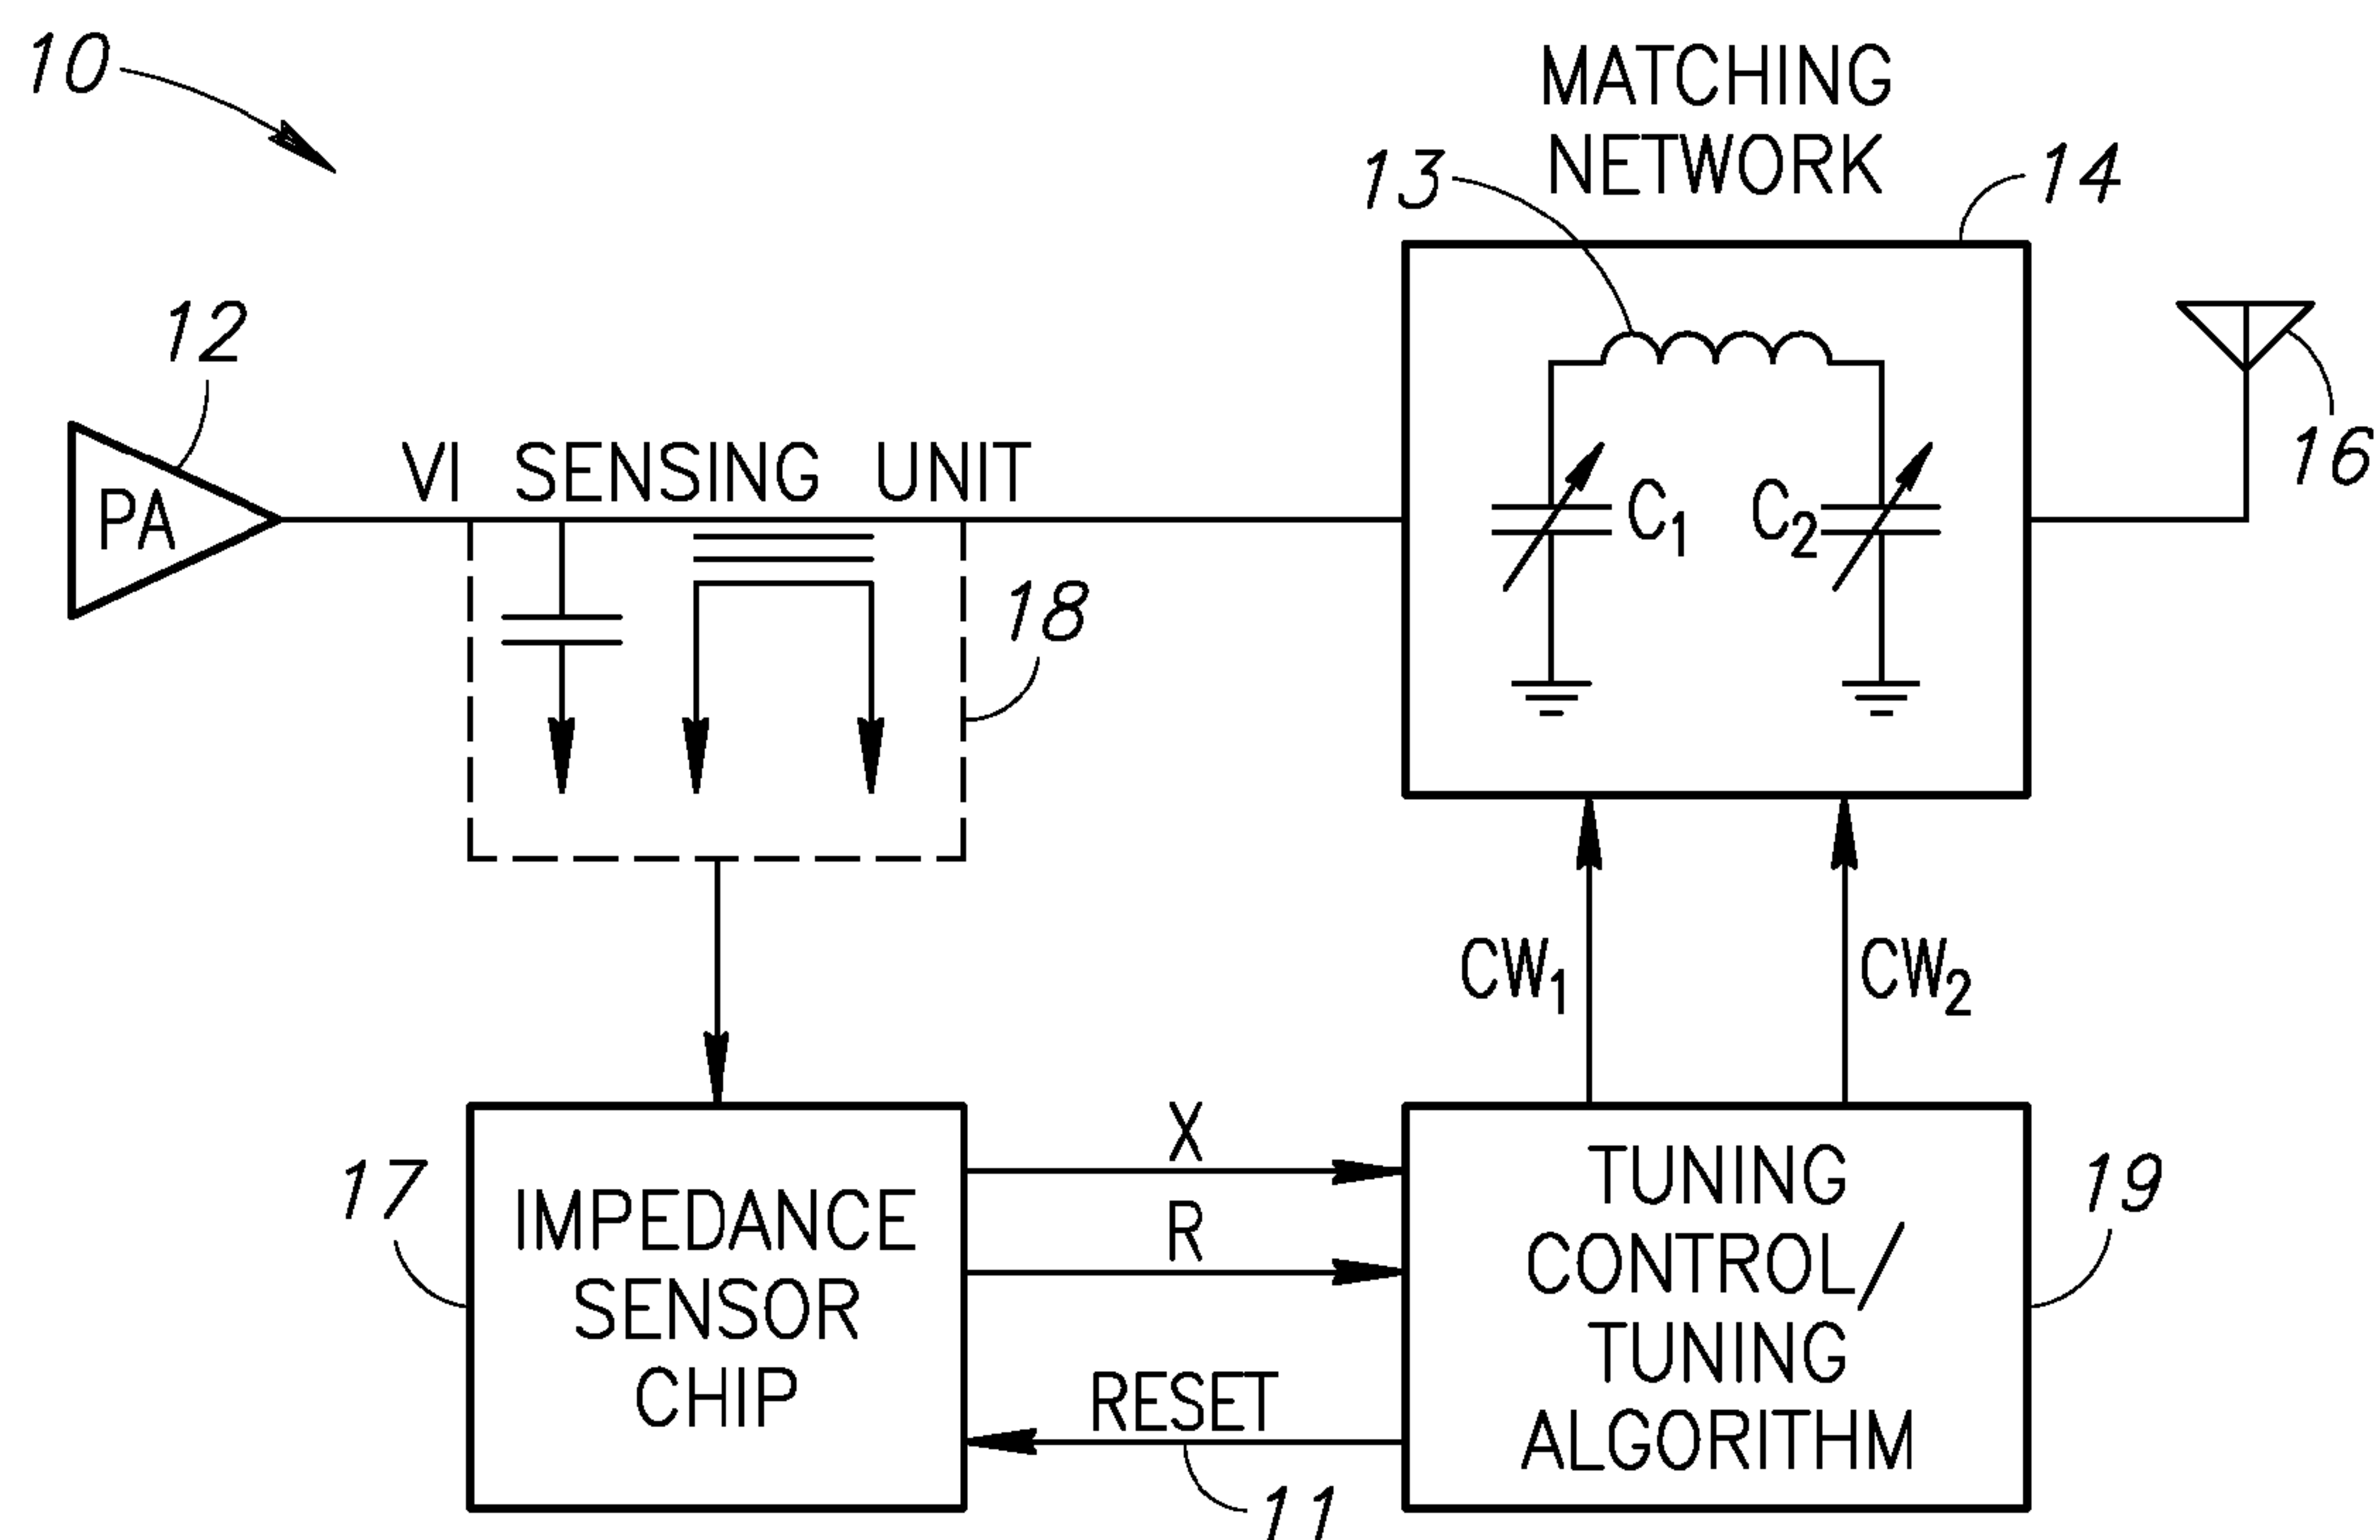 10
MATCHING
NETWORK
13
14
12
16
PA
VI SENSING UNIT
C1
C2
18
CW1
CW2
17
IMPEDANCE
SENSOR
CHIP
X
R
RESET
11
TUNING
CONTROL/
TUNING
ALGORITHM
19